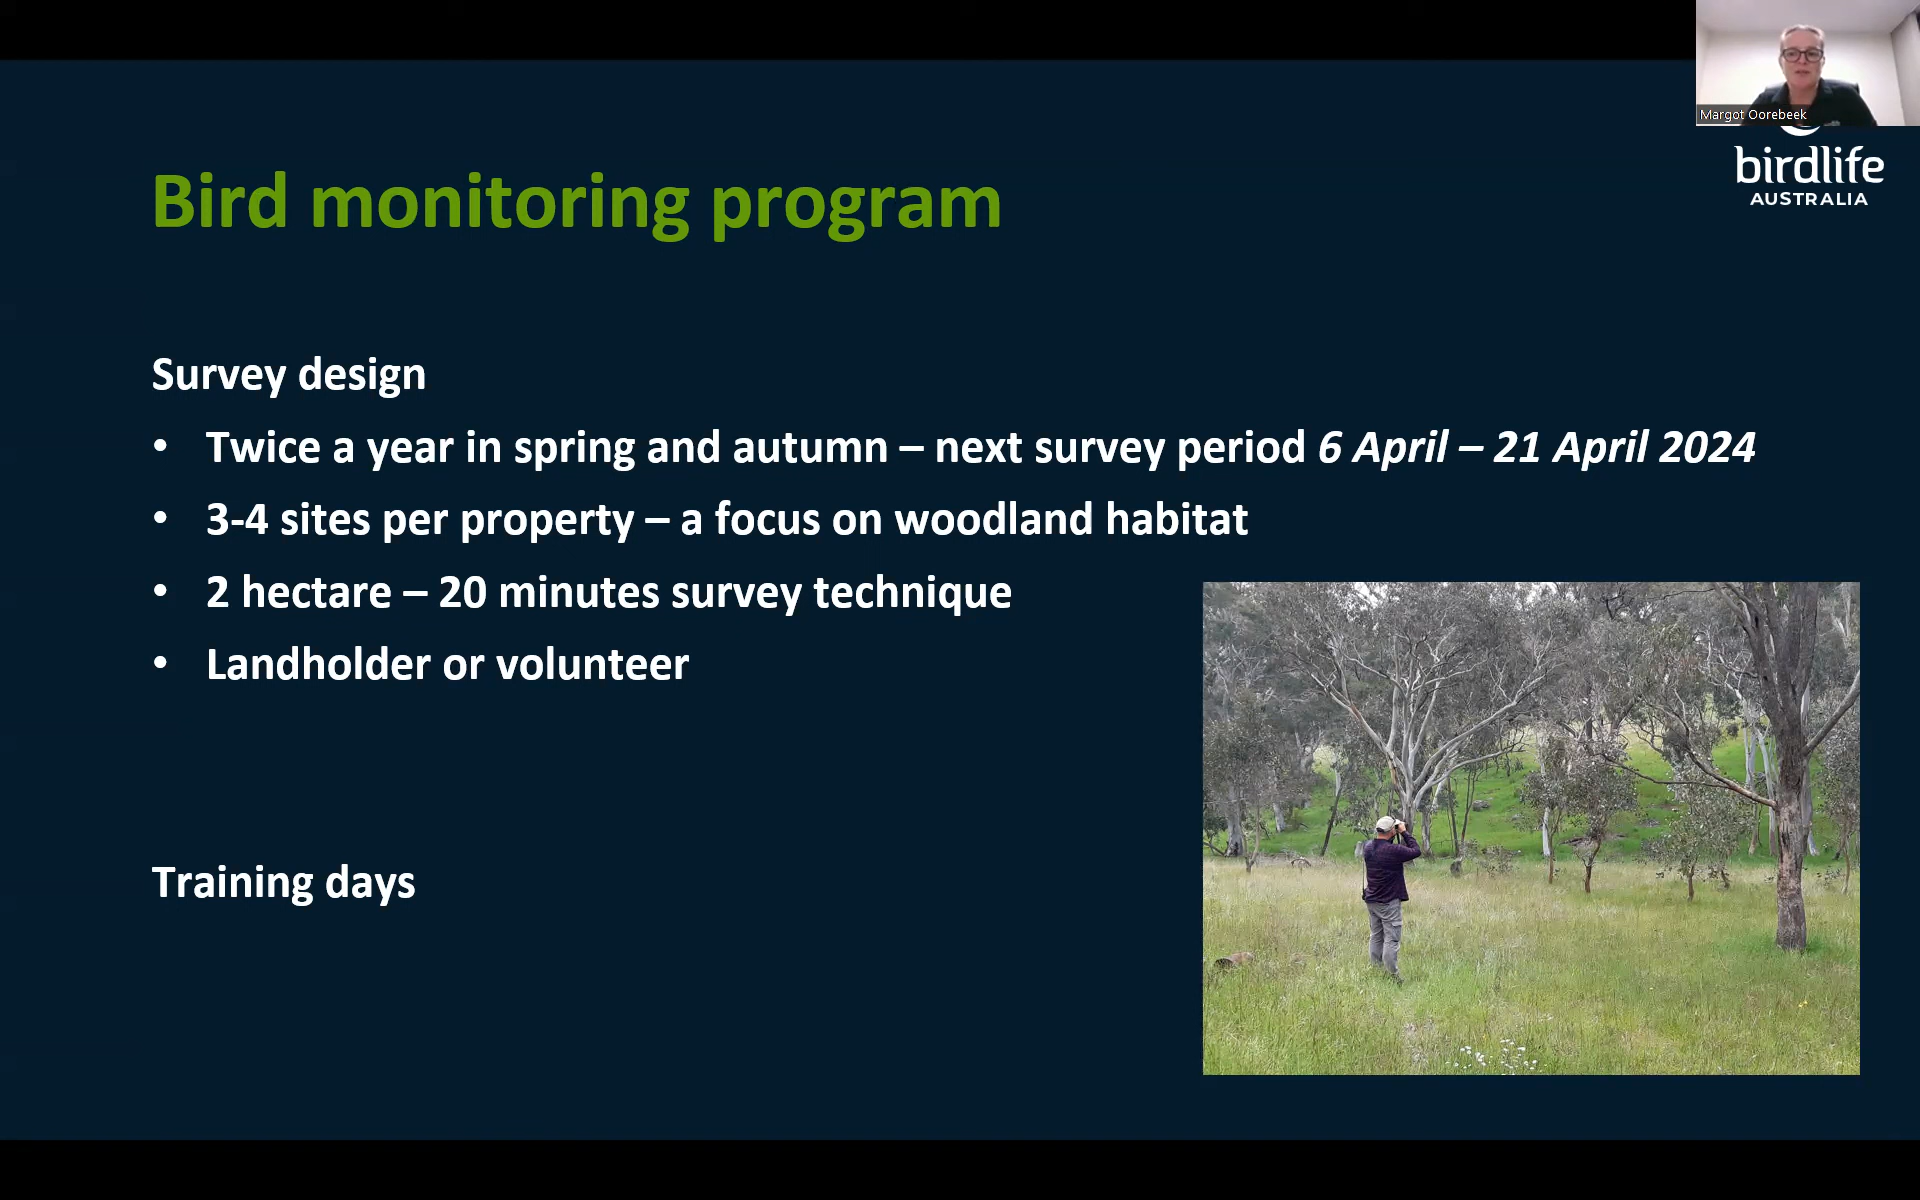 Margot Oorebeek
birdlife
AUSTRALIA
Bird monitoring program
Survey design
• Twice a year in spring and autumn – next survey period 6 April – 21 April 2024
• 3-4 sites per property – a focus on woodland habitat
• 2 hectare – 20 minutes survey technique
• Landholder or volunteer
Training days